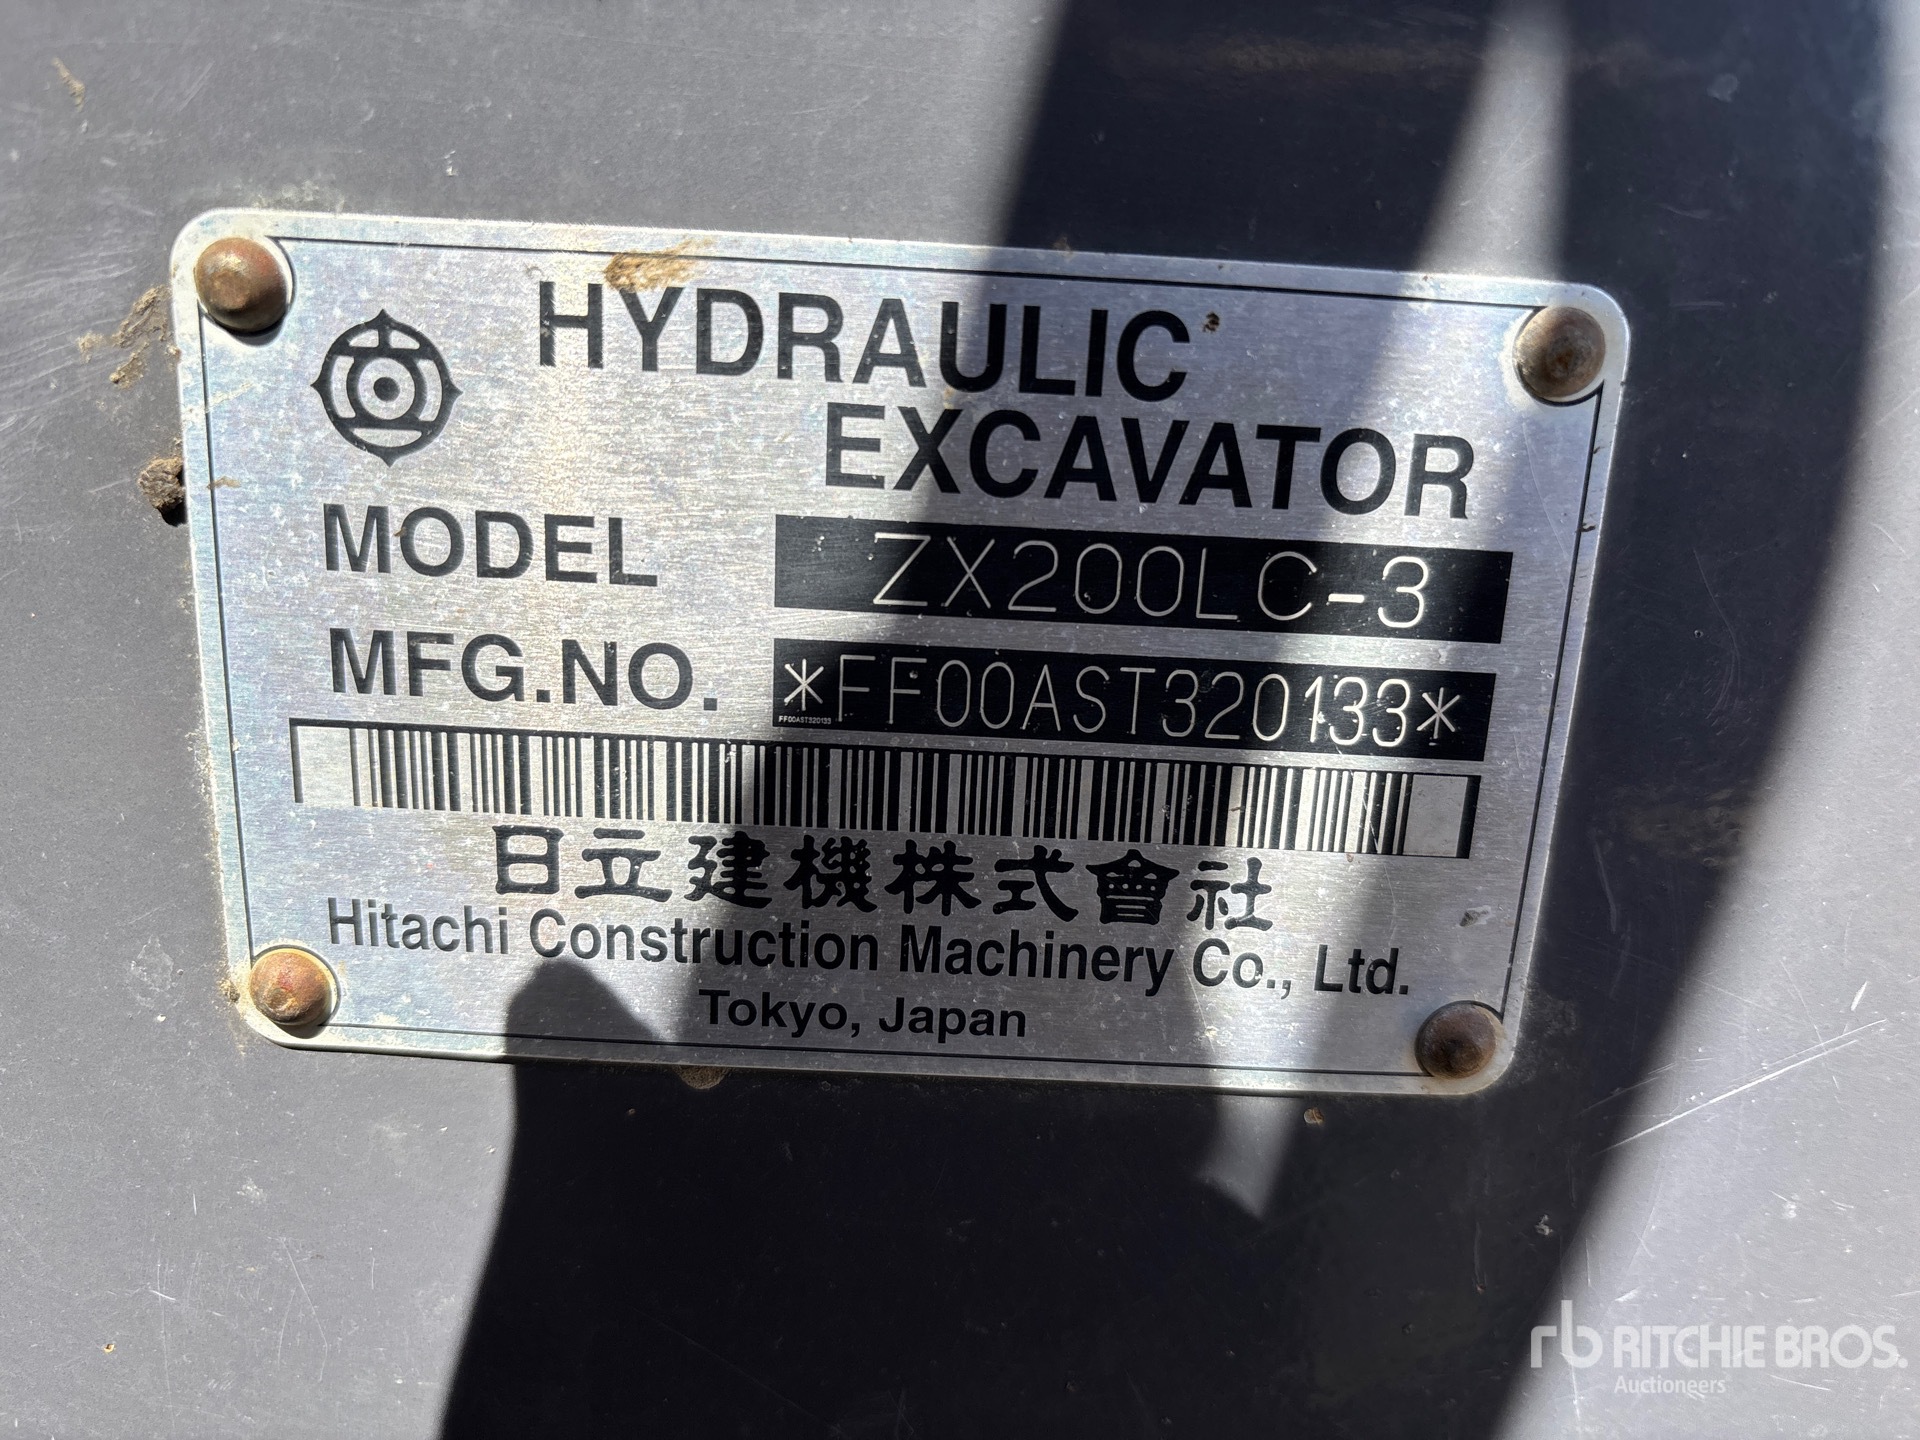 HYDRAULIC
EXCAVATOR
MODEL ZX200LC-3
MFG.NO. *FF00AST320133*
FF00AST320133
日立建機株式會社
Hitachi Construction Machinery Co., Ltd.
Tokyo, Japan
rb RITCHIE BROS.
Auctioneers